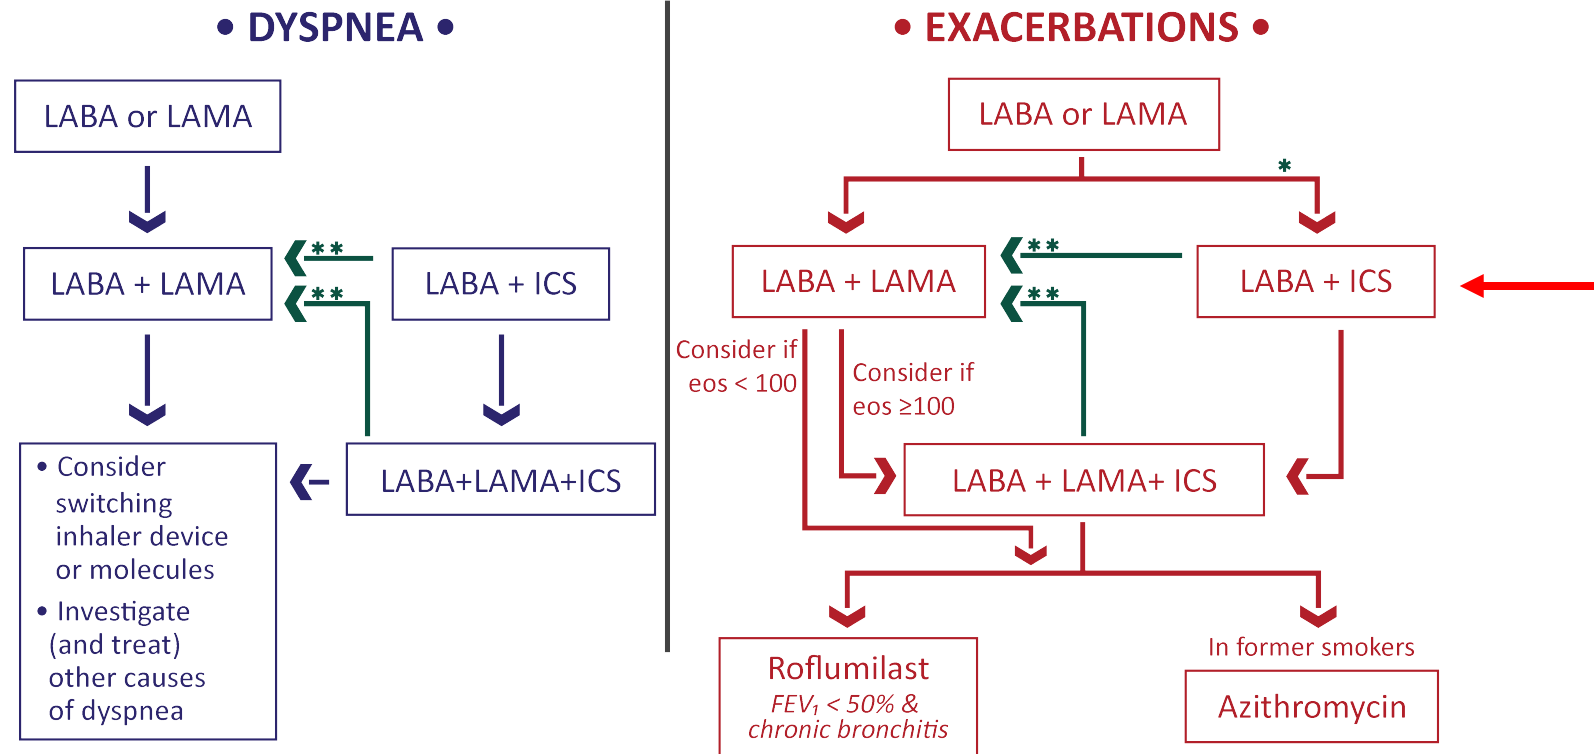 • DYSPNEA •
LABA or LAMA
LABA + LAMA
**
**
LABA + ICS
LABA+LAMA+ICS
• Consider
switching
inhaler device
or molecules
• Investigate
(and treat)
other causes
of dyspnea
• EXACERBATIONS •
LABA or LAMA
*
LABA + LAMA
**
**
LABA + ICS
Consider if
eos < 100
Consider if
eos ≥100
LABA + LAMA+ ICS
Roflumilast
FEV₁ < 50% &
chronic bronchitis
In former smokers
Azithromycin